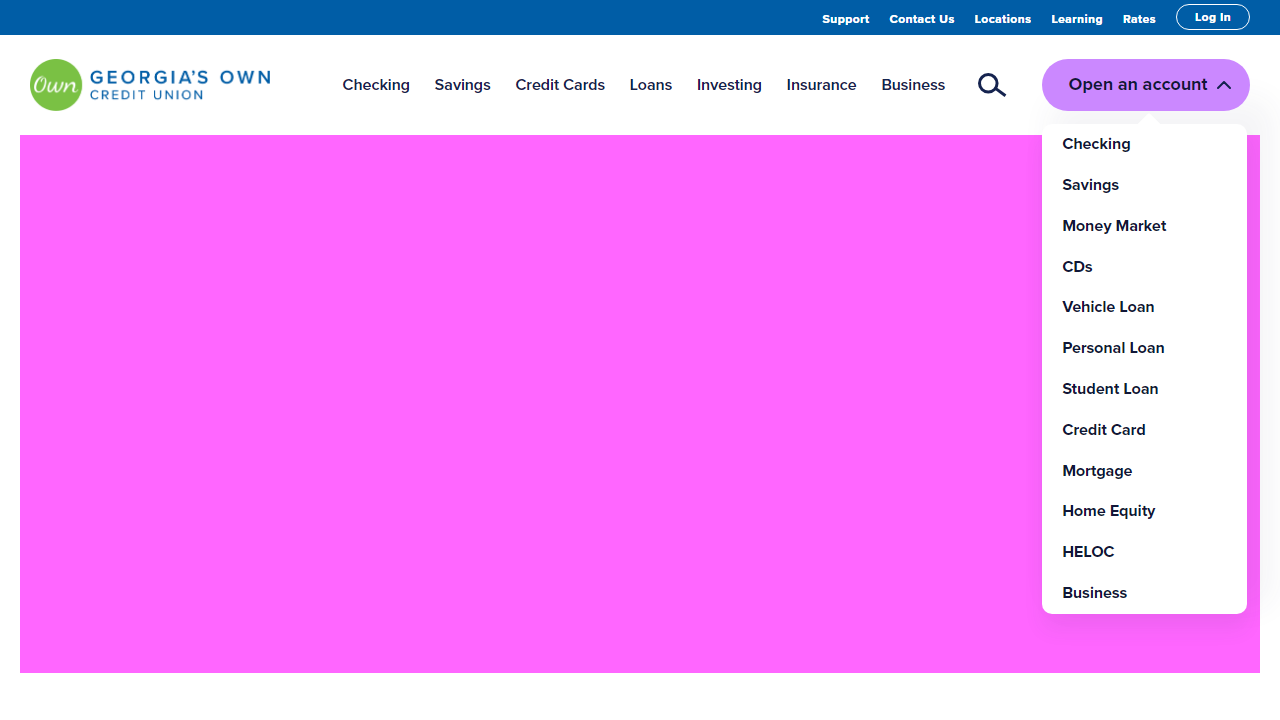 Support Contact Us Locations Learning Rates Log In
Own GEORGIA'S OWN
CREDIT UNION
Checking Savings Credit Cards Loans Investing Insurance Business Open an account
Checking
Savings
Money Market
CDs
Vehicle Loan
Personal Loan
Student Loan
Credit Card
Mortgage
Home Equity
HELOC
Business